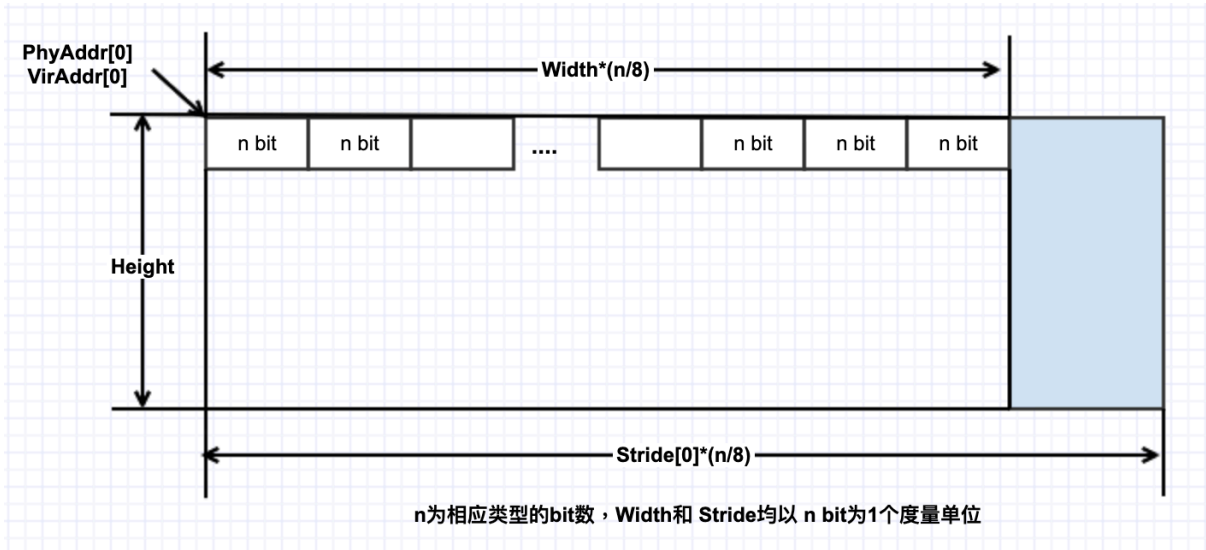 PhyAddr[0]
VirAddr[0]
Width*(n/8)
n bit n bit .... n bit n bit n bit
Height
Stride[0]*(n/8)
n为相应类型的bit数，Width和 Stride均以 n bit为1个度量单位